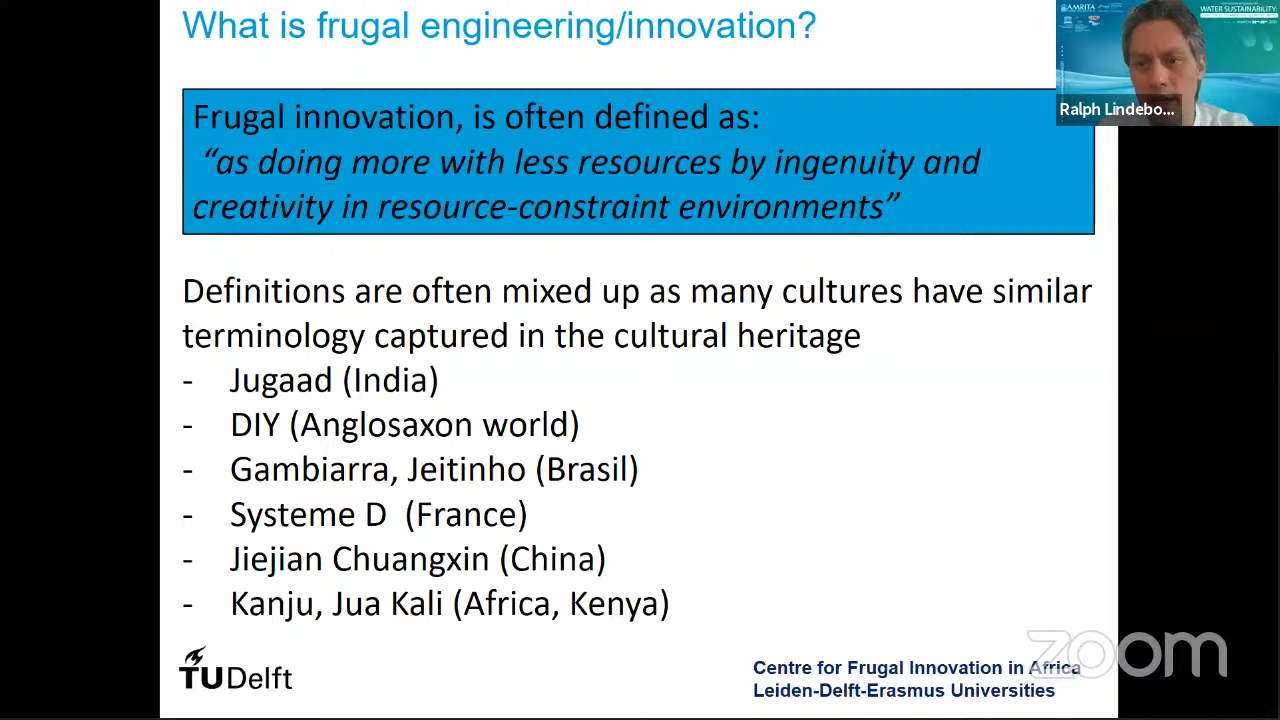 What is frugal engineering/innovation?
AMRITA
WATER SUSTAINABILITY:
Ralph Lindebo...
Frugal innovation, is often defined as:
“as doing more with less resources by ingenuity and
creativity in resource-constraint environments”
Definitions are often mixed up as many cultures have similar
terminology captured in the cultural heritage
- Jugaad (India)
- DIY (Anglosaxon world)
- Gambiarra, Jeitinho (Brasil)
- Systeme D (France)
- Jiejian Chuangxin (China)
- Kanju, Jua Kali (Africa, Kenya)
TUDelft
Centre for Frugal Innovation in Africa
Leiden-Delft-Erasmus Universities
zoom